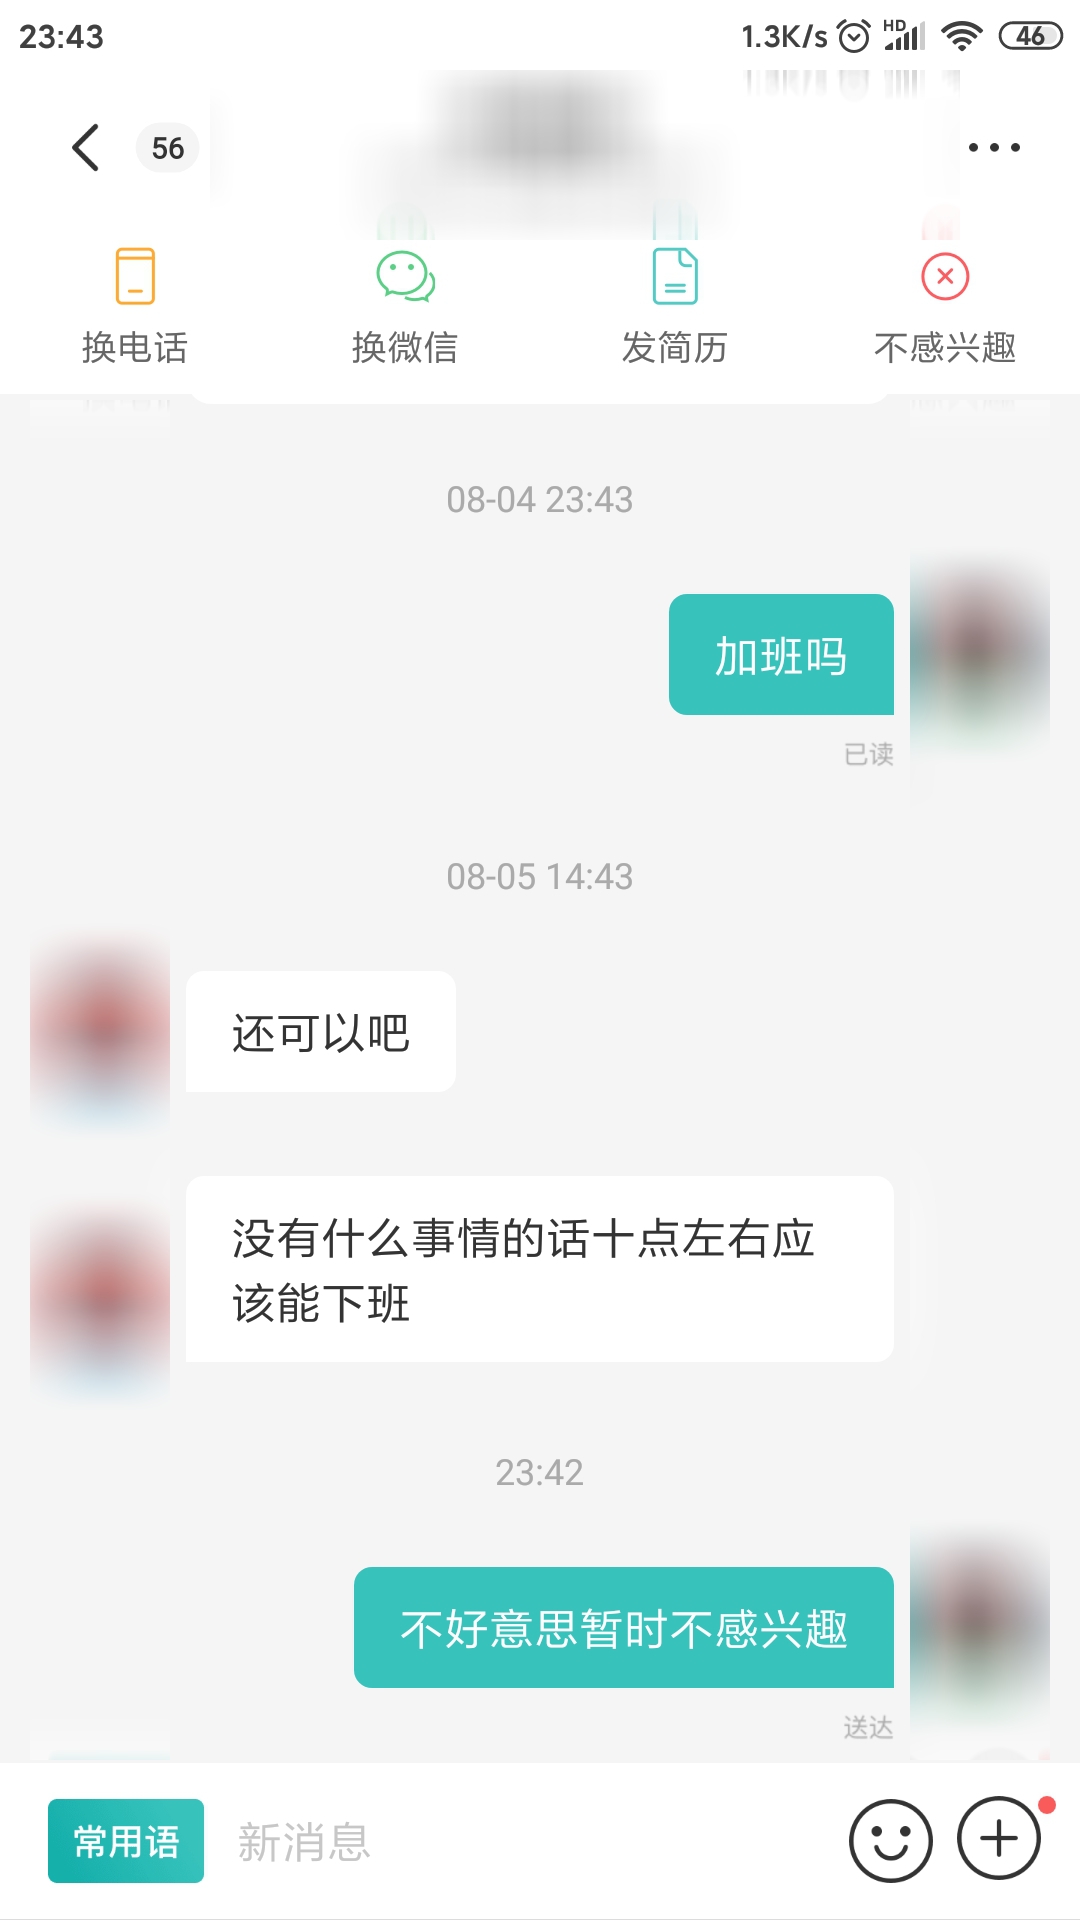 23:43
1.3K/s HD 46
56
换电话
换微信
发简历
不感兴趣
08-04 23:43
加班吗
已读
08-05 14:43
还可以吧
没有什么事情的话十点左右应
该能下班
23:42
不好意思暂时不感兴趣
送达
常用语
新消息